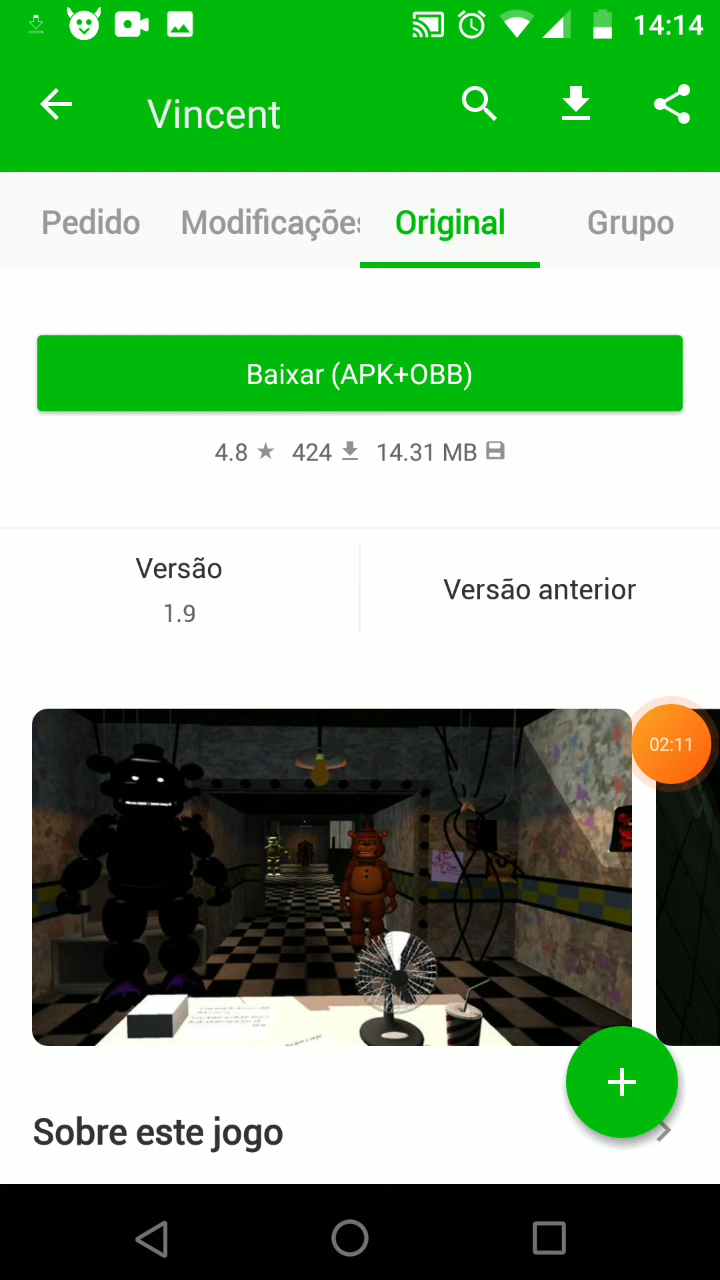 14:14
Vincent
Pedido
Modificações
Original
Grupo
Baixar (APK+OBB)
4.8 424 14.31 MB
Versão
1.9
Versão anterior
02:11
Sobre este jogo